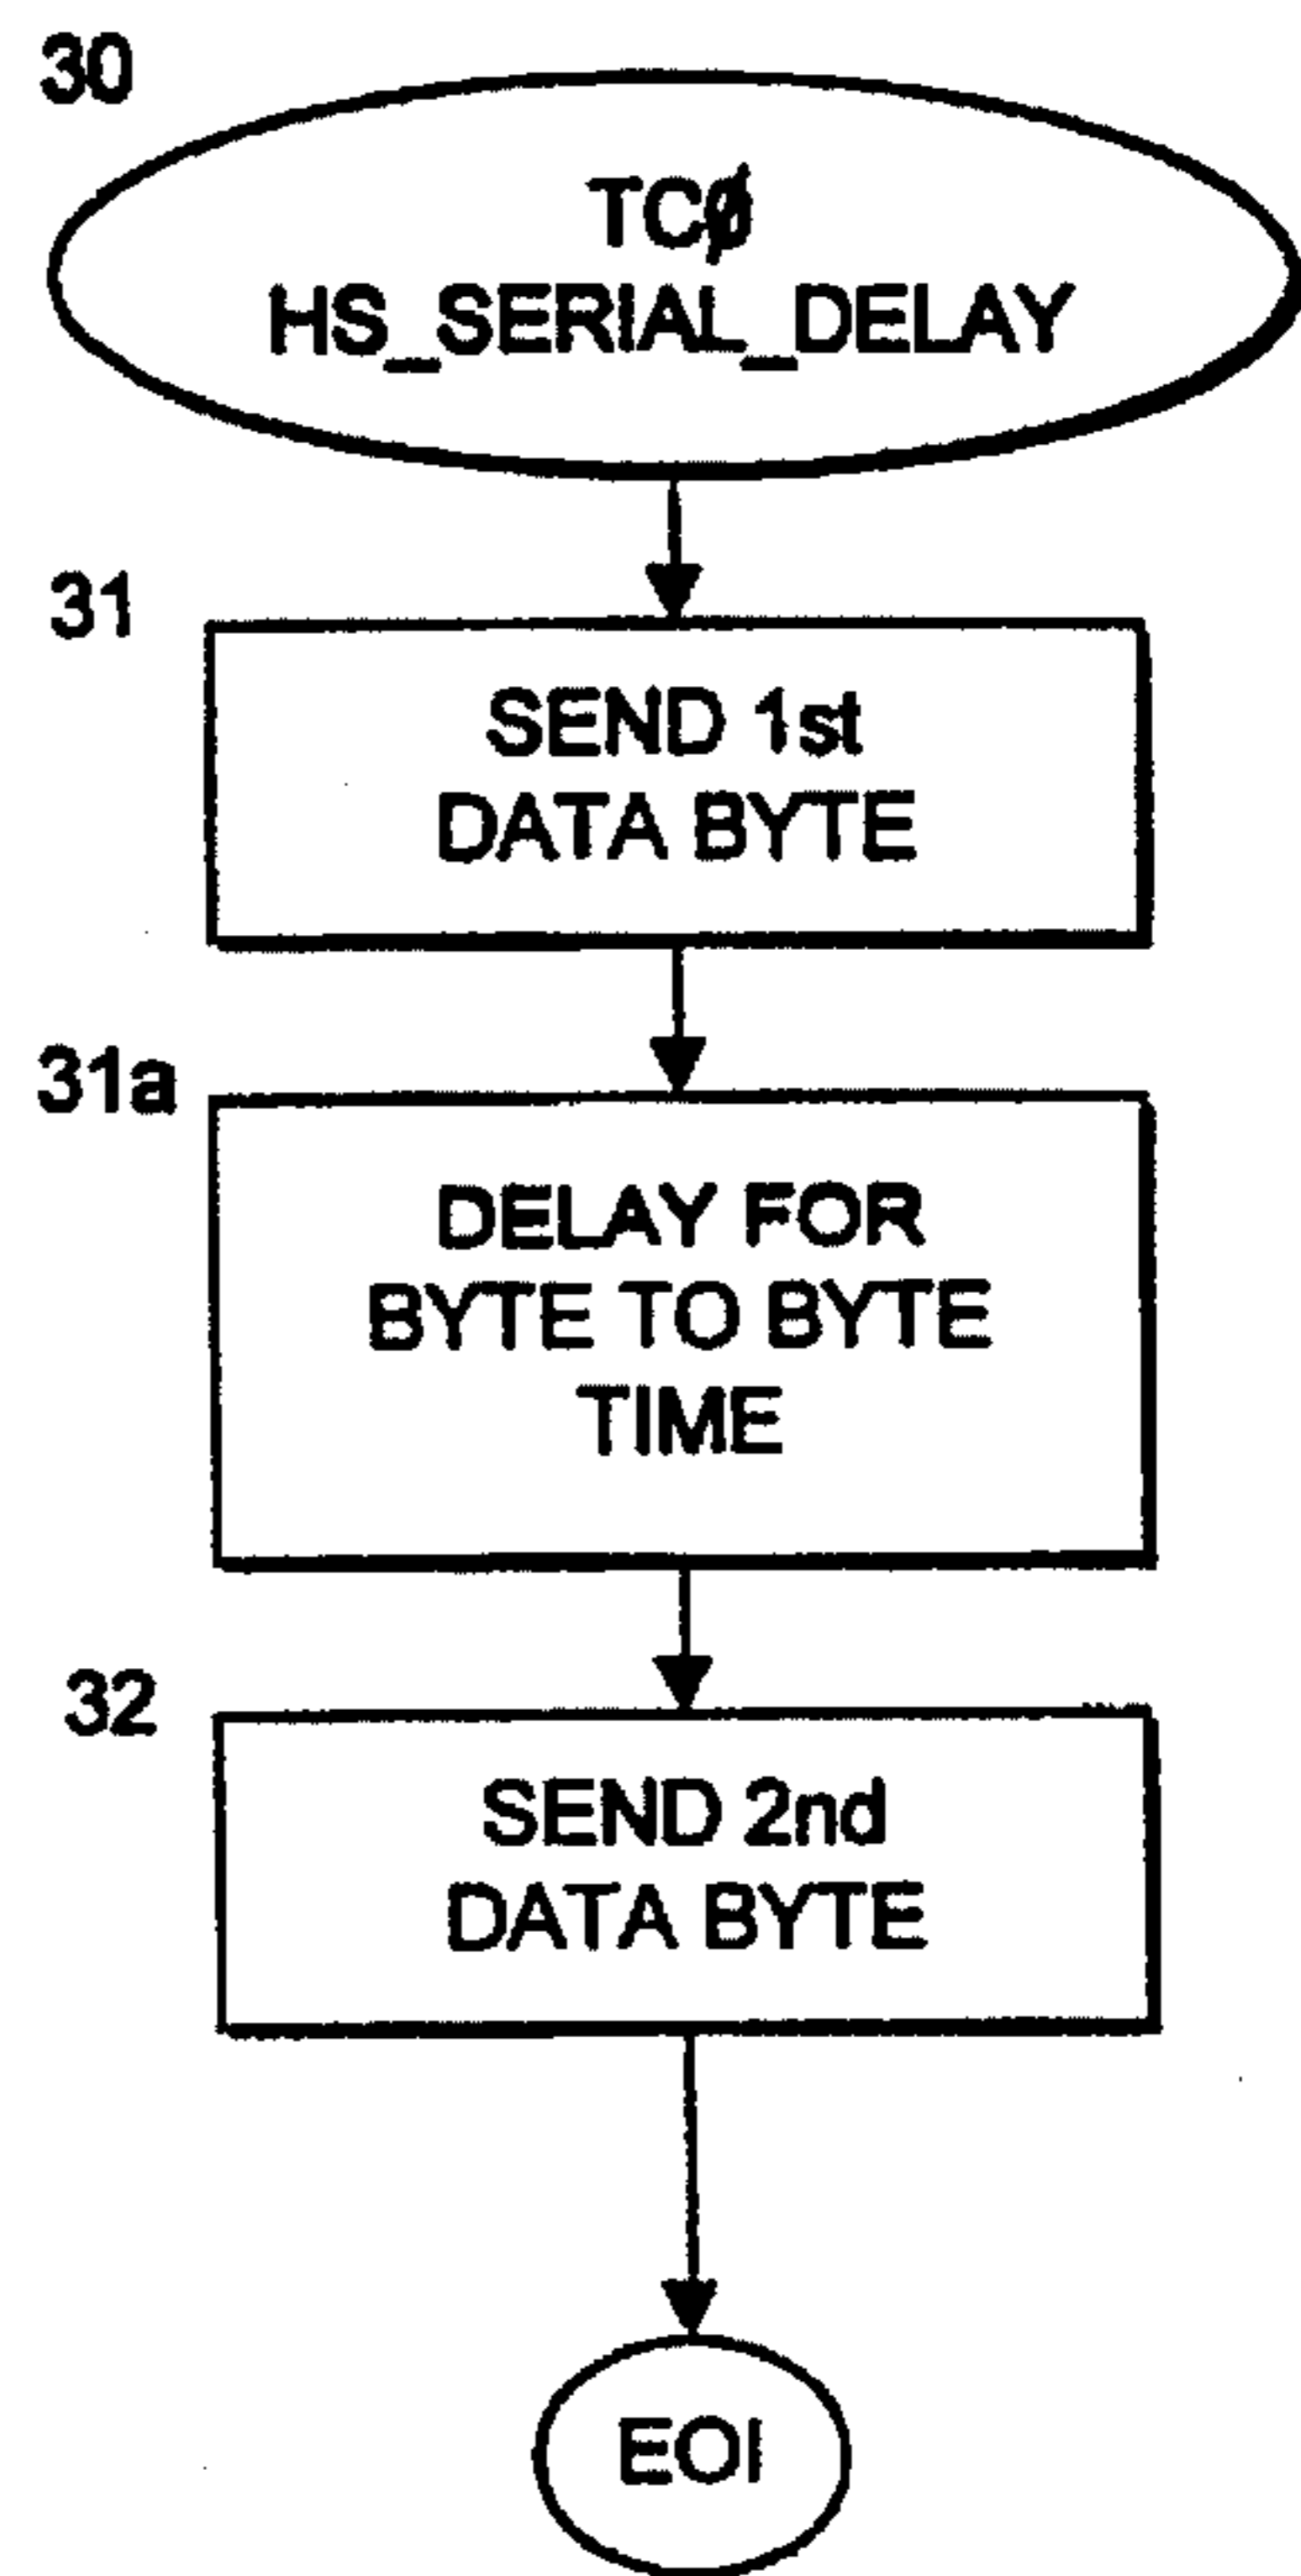 30
TCØ
HS_SERIAL_DELAY
31
SEND 1st
DATA BYTE
31a
DELAY FOR
BYTE TO BYTE
TIME
32
SEND 2nd
DATA BYTE
EOI